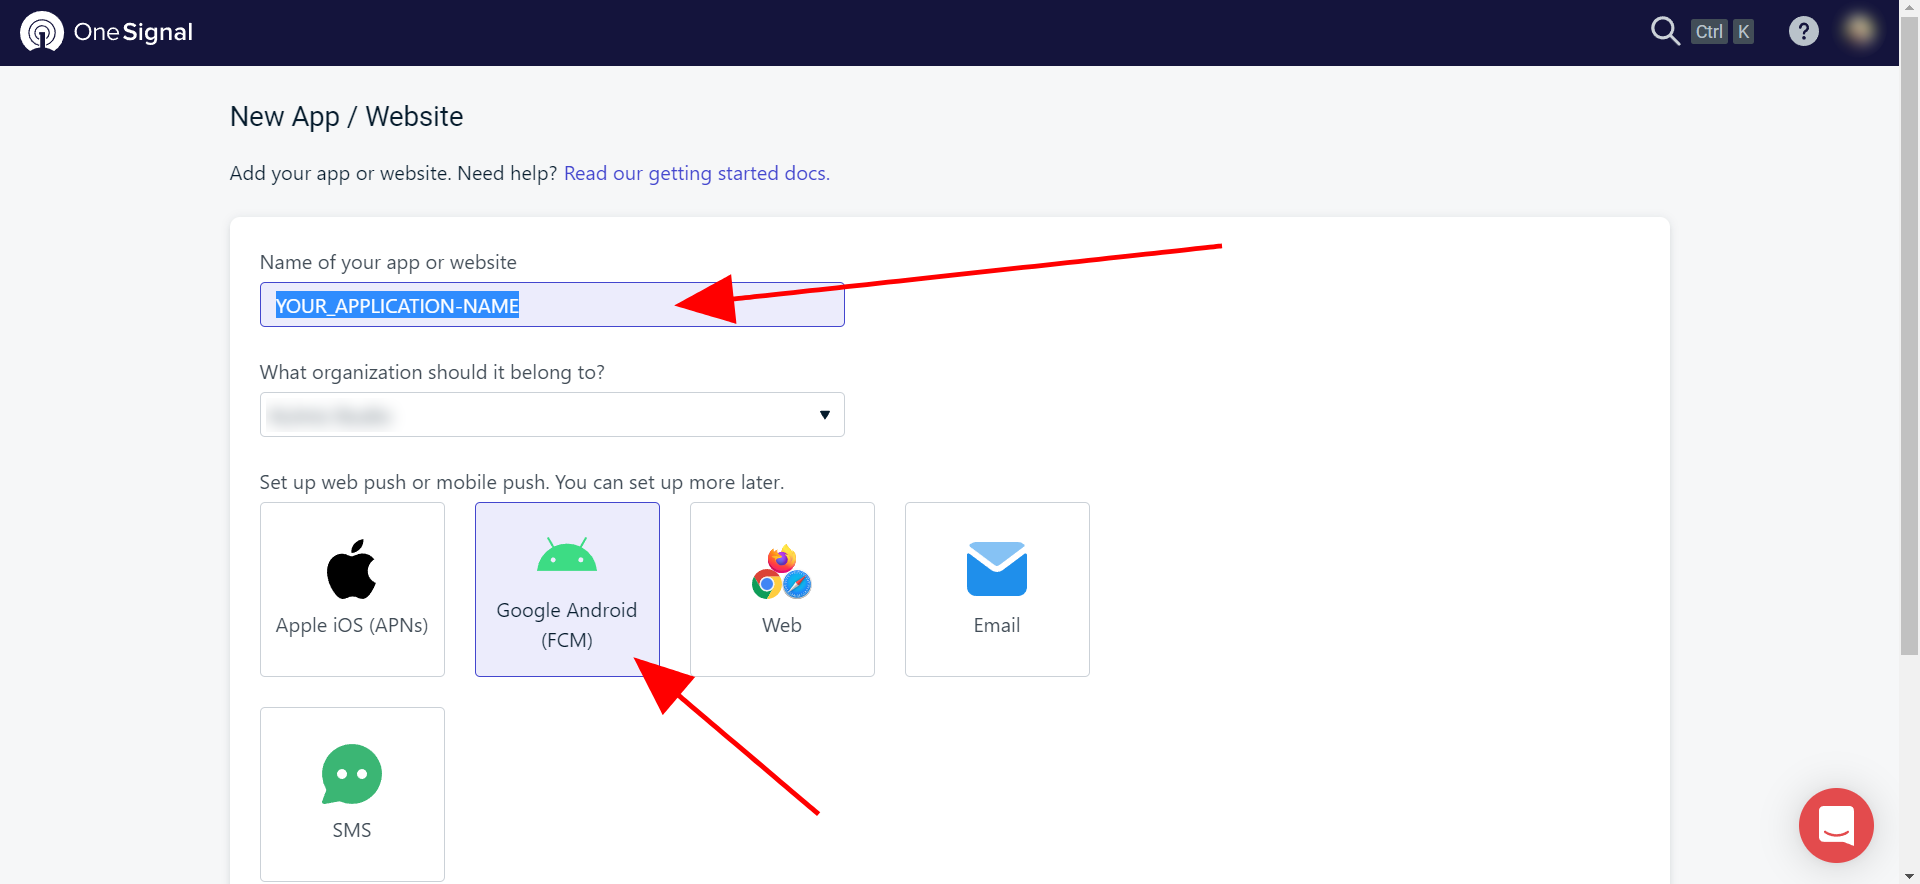 OneSignal
Ctrl K
?
New App / Website
Add your app or website. Need help? Read our getting started docs.
Name of your app or website
YOUR_APPLICATION-NAME
What organization should it belong to?
Set up web push or mobile push. You can set up more later.
Apple iOS (APNs)
Google Android
(FCM)
Web
Email
SMS